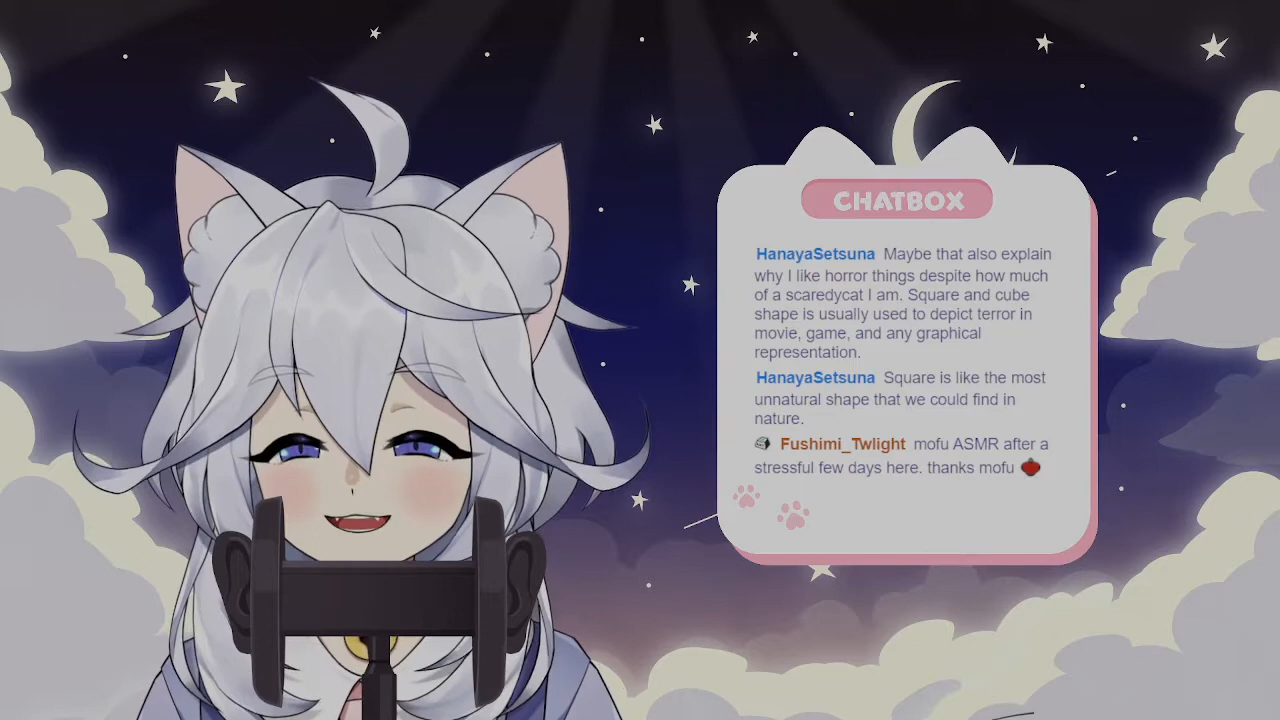 CHATBOX
HanayaSetsuna Maybe that also explain
why I like horror things despite how much
of a scaredycat I am. Square and cube
shape is usually used to depict terror in
movie, game, and any graphical
representation.
HanayaSetsuna Square is like the most
unnatural shape that we could find in
nature.
Fushimi_Twlight mofu ASMR after a
stressful few days here. thanks mofu